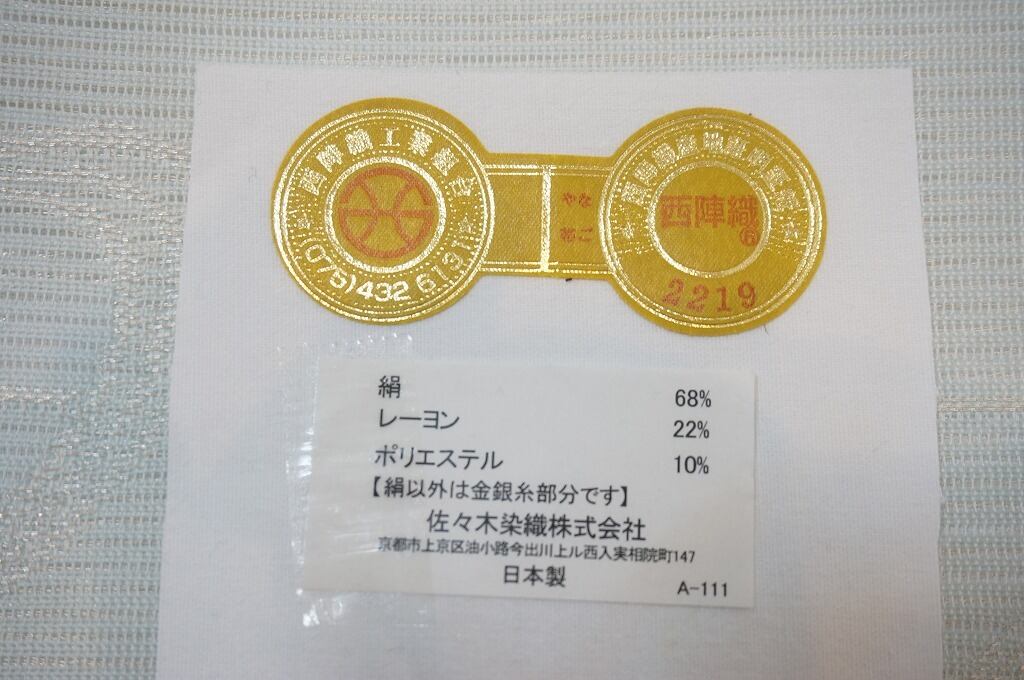 西陣織工業組合
(075)432 6131
やな
帯ご
西陣織
⑥
2219
絹 68%
レーヨン 22%
ポリエステル 10%
【絹以外は金銀糸部分です】
佐々木染織株式会社
京都市上京区油小路今出川上ル西入実相院町147
日本製
A-111